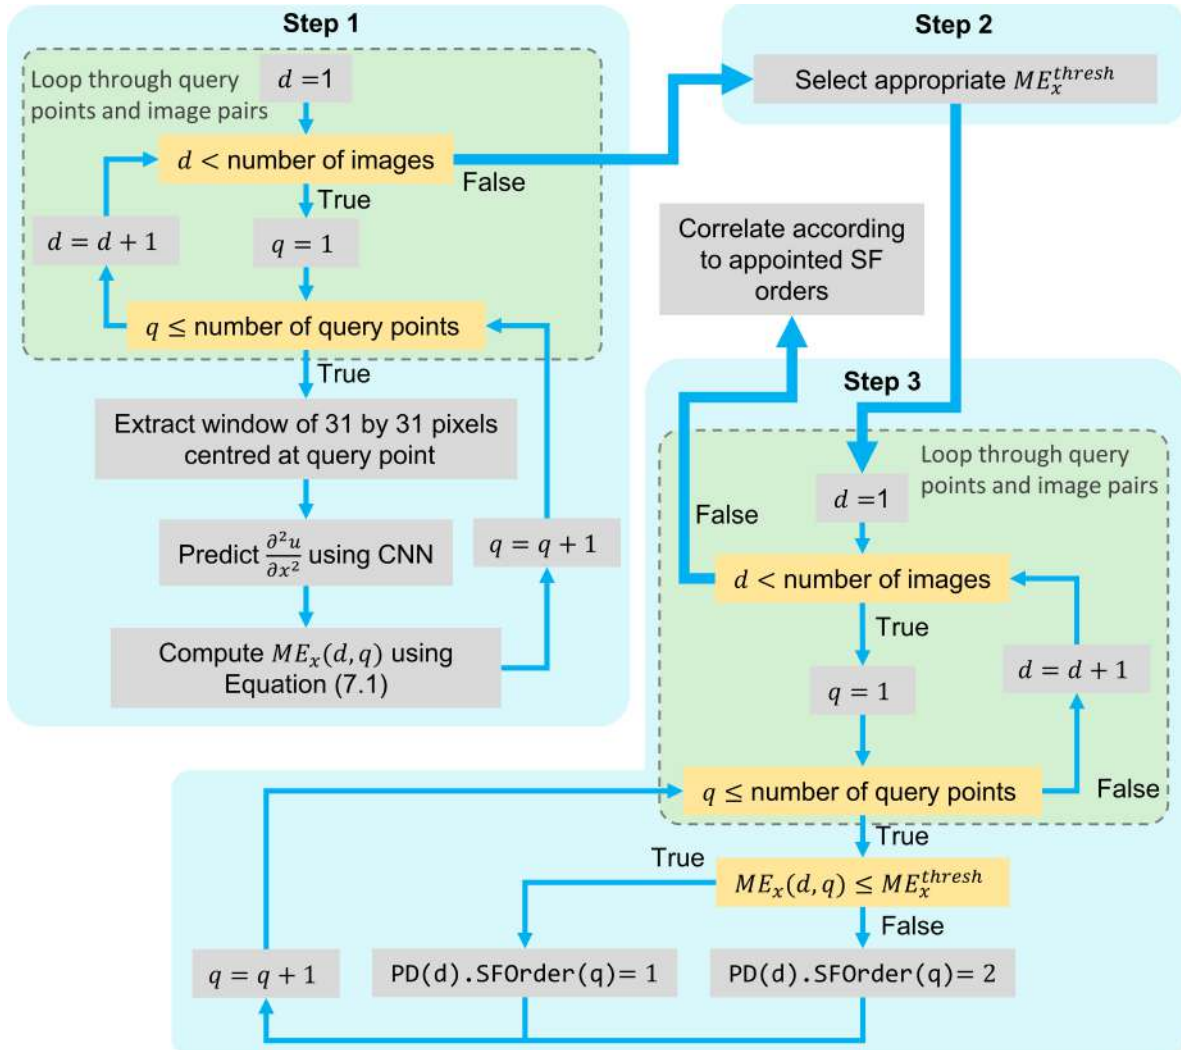 Step 1
Loop through query
points and image pairs
d =1
d < number of images
False
True
d = d + 1
q = 1
q ≤ number of query points
True
Extract window of 31 by 31 pixels
centred at query point
Predict ∂²u/∂x² using CNN
q = q + 1
Compute ME_x(d, q) using
Equation (7.1)
Step 2
Select appropriate ME_x^thresh
Correlate according
to appointed SF
orders
Step 3
Loop through query
points and image pairs
d =1
False
d < number of images
True
d = d + 1
q = 1
q ≤ number of query points
False
True
True
ME_x(d, q) ≤ ME_x^thresh
False
q = q + 1
PD(d).SFOrder(q)= 1
PD(d).SFOrder(q)= 2